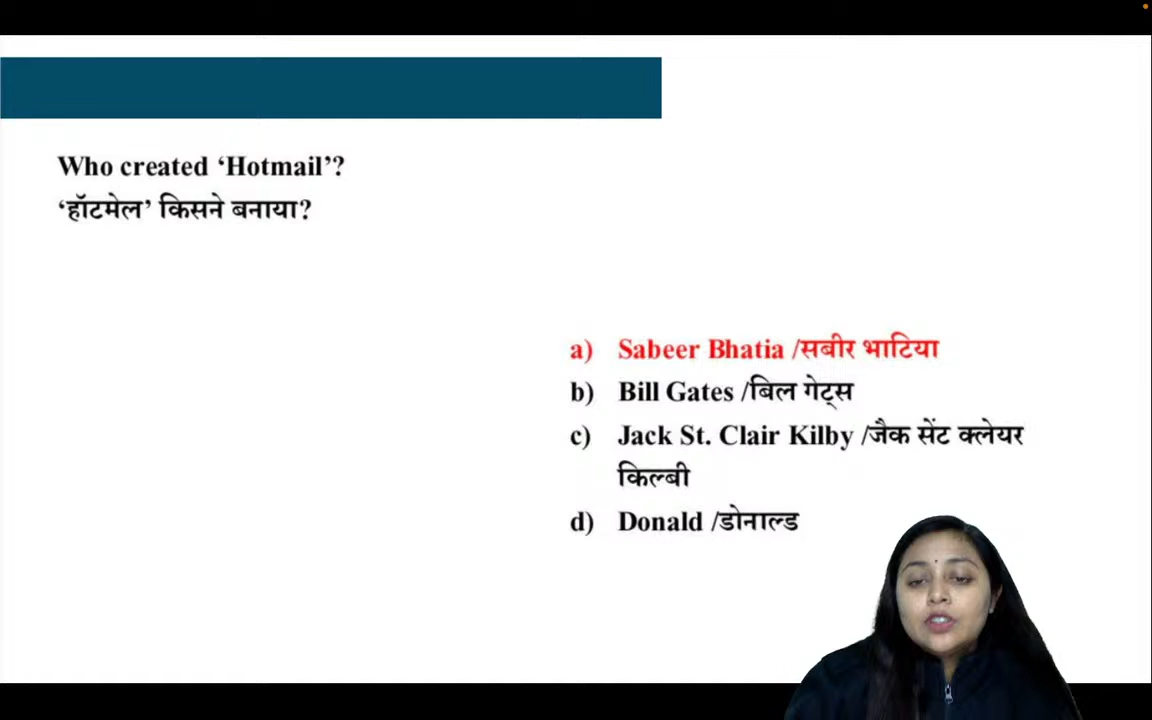 Who created ‘Hotmail’?
‘हॉटमेल’ किसने बनाया?
a) Sabeer Bhatia /सबीर भाटिया
b) Bill Gates /बिल गेट्स
c) Jack St. Clair Kilby /जैक सेंट क्लेयर
किल्बी
d) Donald /डोनाल्ड